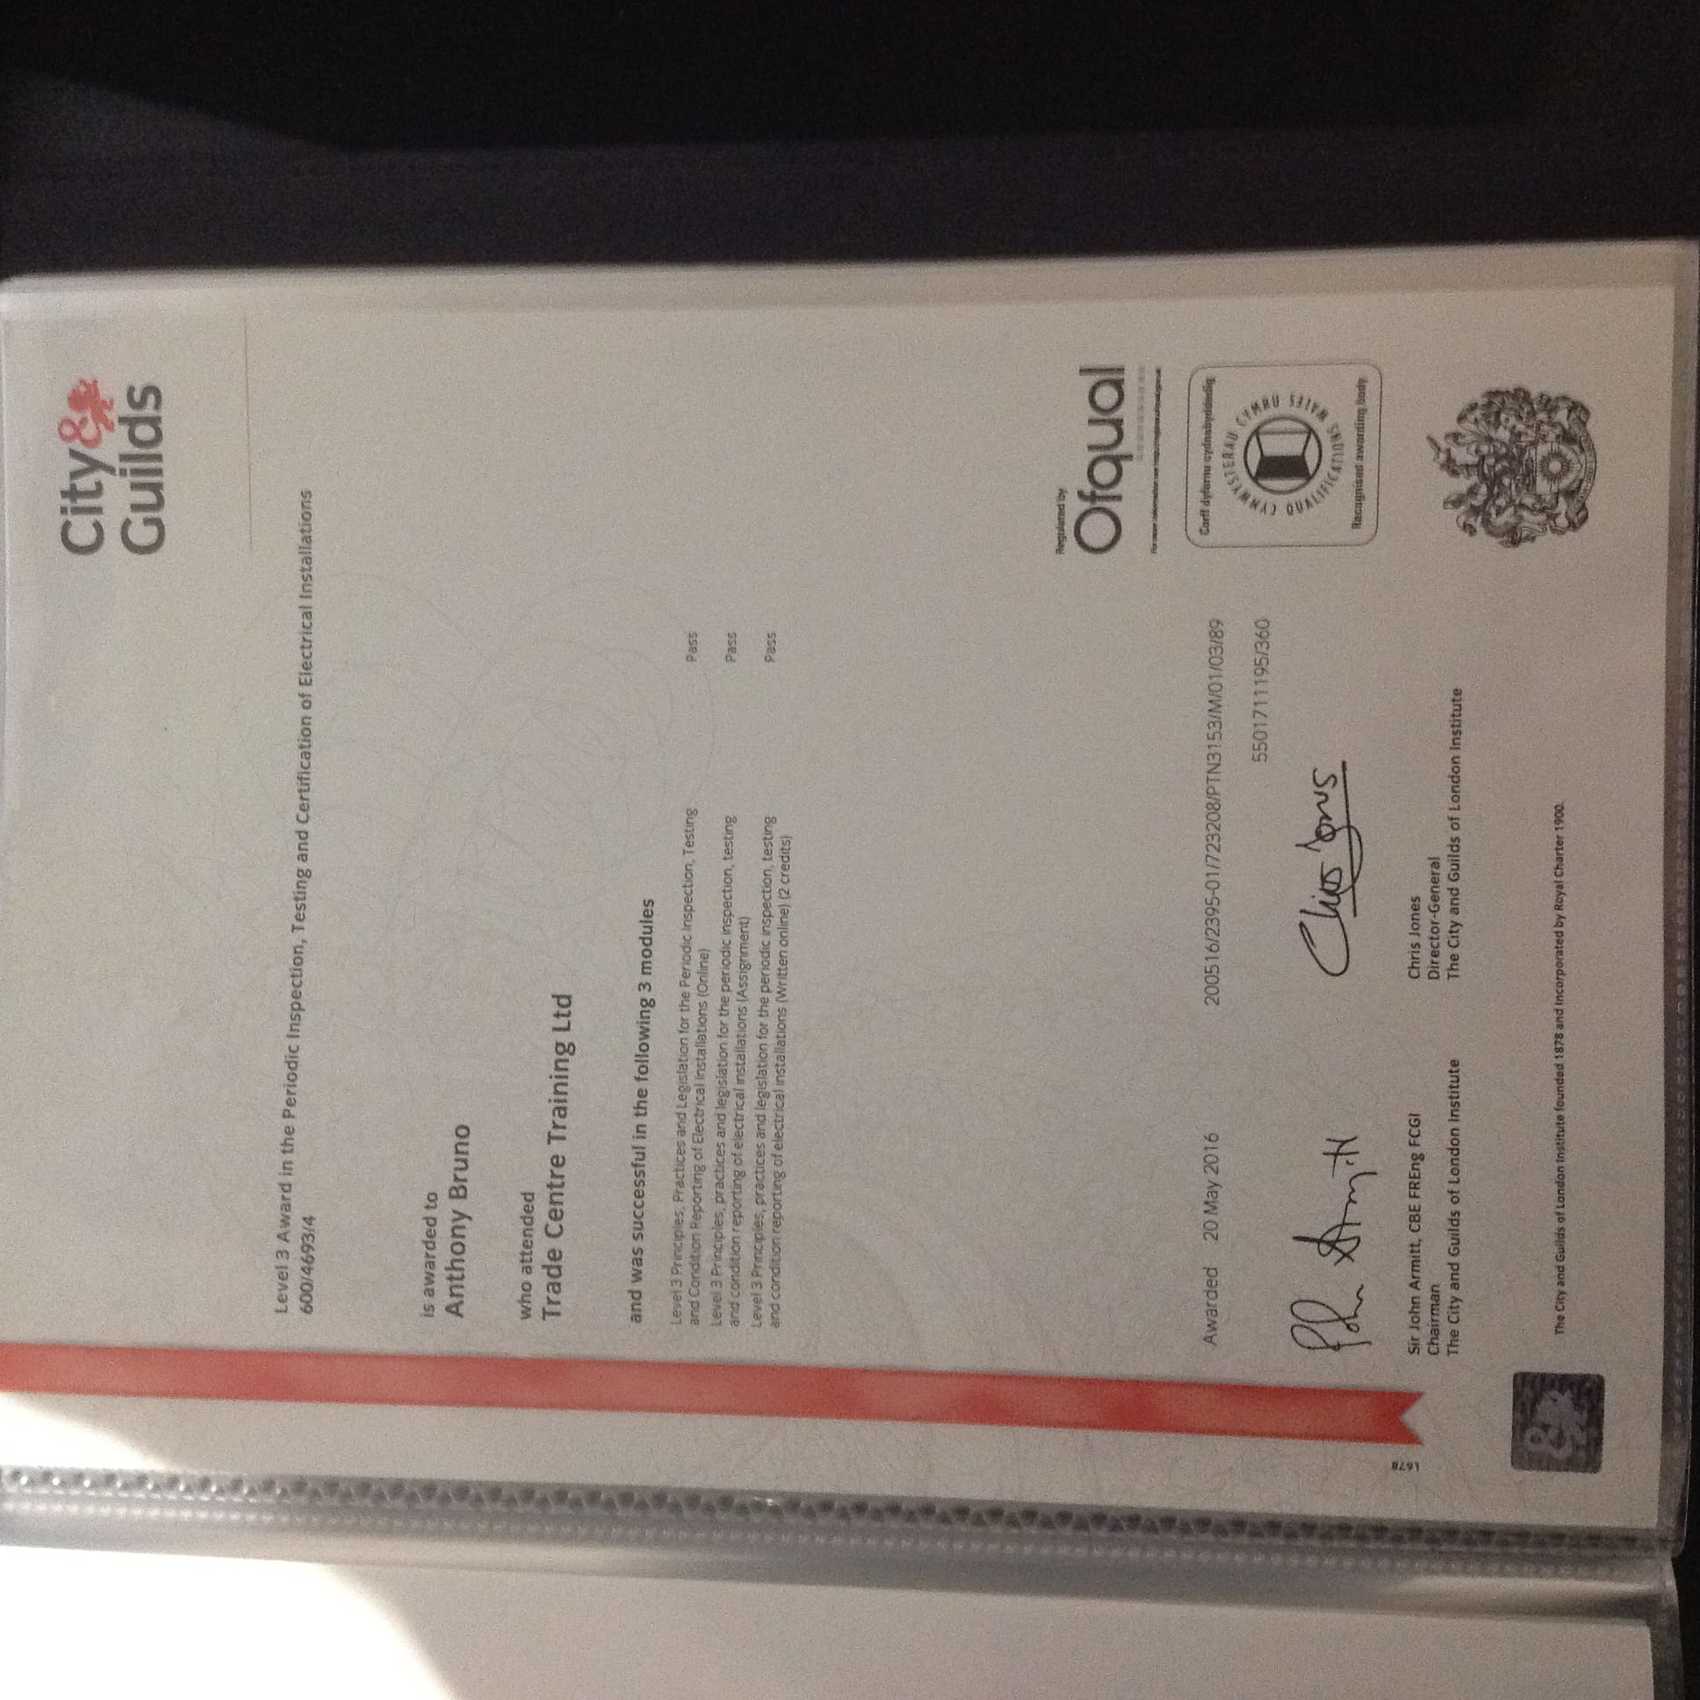 City&
Guilds
Level 3 Award in the Periodic Inspection, Testing and Certification of Electrical Installations
600/4693/4
is awarded to
Anthony Bruno
who attended
Trade Centre Training Ltd
and was successful in the following 3 modules
Level 3 Principles, Practices and Legislation for the Periodic Inspection, Testing Pass
and Condition Reporting of Electrical Installations (Online)
Level 3 Principles, practices and legislation for the periodic inspection, testing Pass
and condition reporting of electrical installations (Assignment)
Level 3 Principles, practices and legislation for the periodic inspection, testing Pass
and condition reporting of electrical installations (Written online) (2 credits)
Regulated by
Ofqual
Corff dyfarnu cydnabyddedig
CYMWYSTERAU CYMRU
QUALIFICATIONS WALES
Recognised awarding body
Awarded 20 May 2016 200516/2395-01/723208/PTN3153/M/01/03/89
5501711195/360
John Armitt
Chris Jones
Sir John Armitt, CBE FREng FCGI
Chairman
The City and Guilds of London Institute
Chris Jones
Director-General
The City and Guilds of London Institute
L678
The City and Guilds of London Institute founded 1878 and Incorporated by Royal Charter 1900.